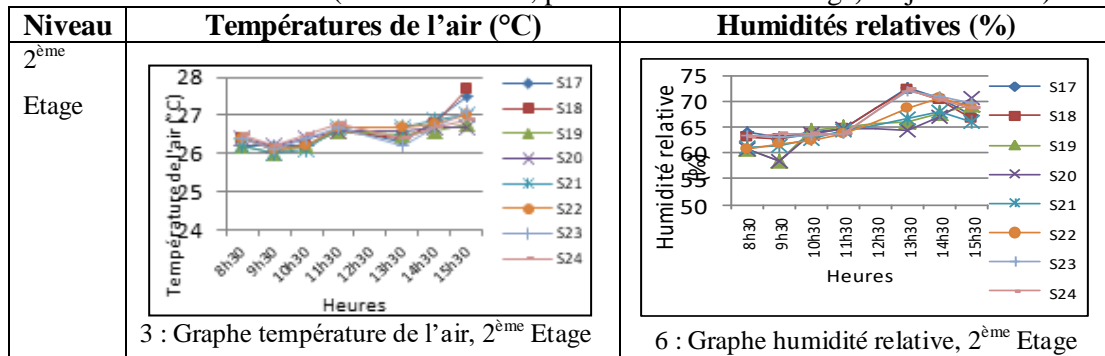 Niveau Températures de l'air (°C) Humidités relatives (%)
2ème
Etage
28
27
26
25
24
Température de l'air (°C)
8h30 9h30 10h30 11h30 12h30 13h30 14h30 15h30
Heures
S17
S18
S19
S20
S21
S22
S23
S24
3 : Graphe température de l'air, 2ème Etage
75
70
65
60
55
50
Humidité relative
(%)
8h30 9h30 10h30 11h30 12h30 13h30 14h30 15h30
Heures
S17
S18
S19
S20
S21
S22
S23
S24
6 : Graphe humidité relative, 2ème Etage